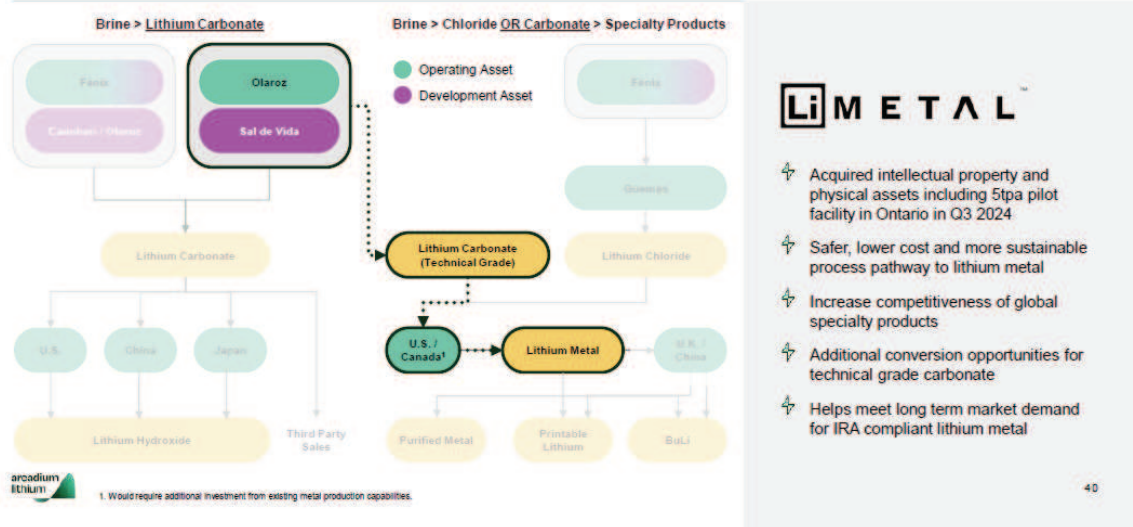 Brine > Lithium Carbonate
Brine > Chloride OR Carbonate > Specialty Products
Fenix
Olaroz
Cauchari / Olaroz
Sal de Vida
Operating Asset
Development Asset
Fenix
Güemes
Lithium Carbonate
Lithium Carbonate
(Technical Grade)
Lithium Chloride
U.S.
China
Japan
U.S. /
Canada¹
Lithium Metal
U.K. /
China
Lithium Hydroxide
Third Party
Sales
Purified Metal
Printable
Lithium
BuLi
Li METAL™
Acquired intellectual property and
physical assets including 5tpa pilot
facility in Ontario in Q3 2024
Safer, lower cost and more sustainable
process pathway to lithium metal
Increase competitiveness of global
specialty products
Additional conversion opportunities for
technical grade carbonate
Helps meet long term market demand
for IRA compliant lithium metal
arcadium
lithium
1. Would require additional investment from existing metal production capabilities.
40